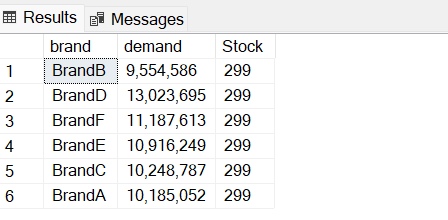 Results Messages
brand demand Stock
1 BrandB 9,554,586 299
2 BrandD 13,023,695 299
3 BrandF 11,187,613 299
4 BrandE 10,916,249 299
5 BrandC 10,248,787 299
6 BrandA 10,185,052 299